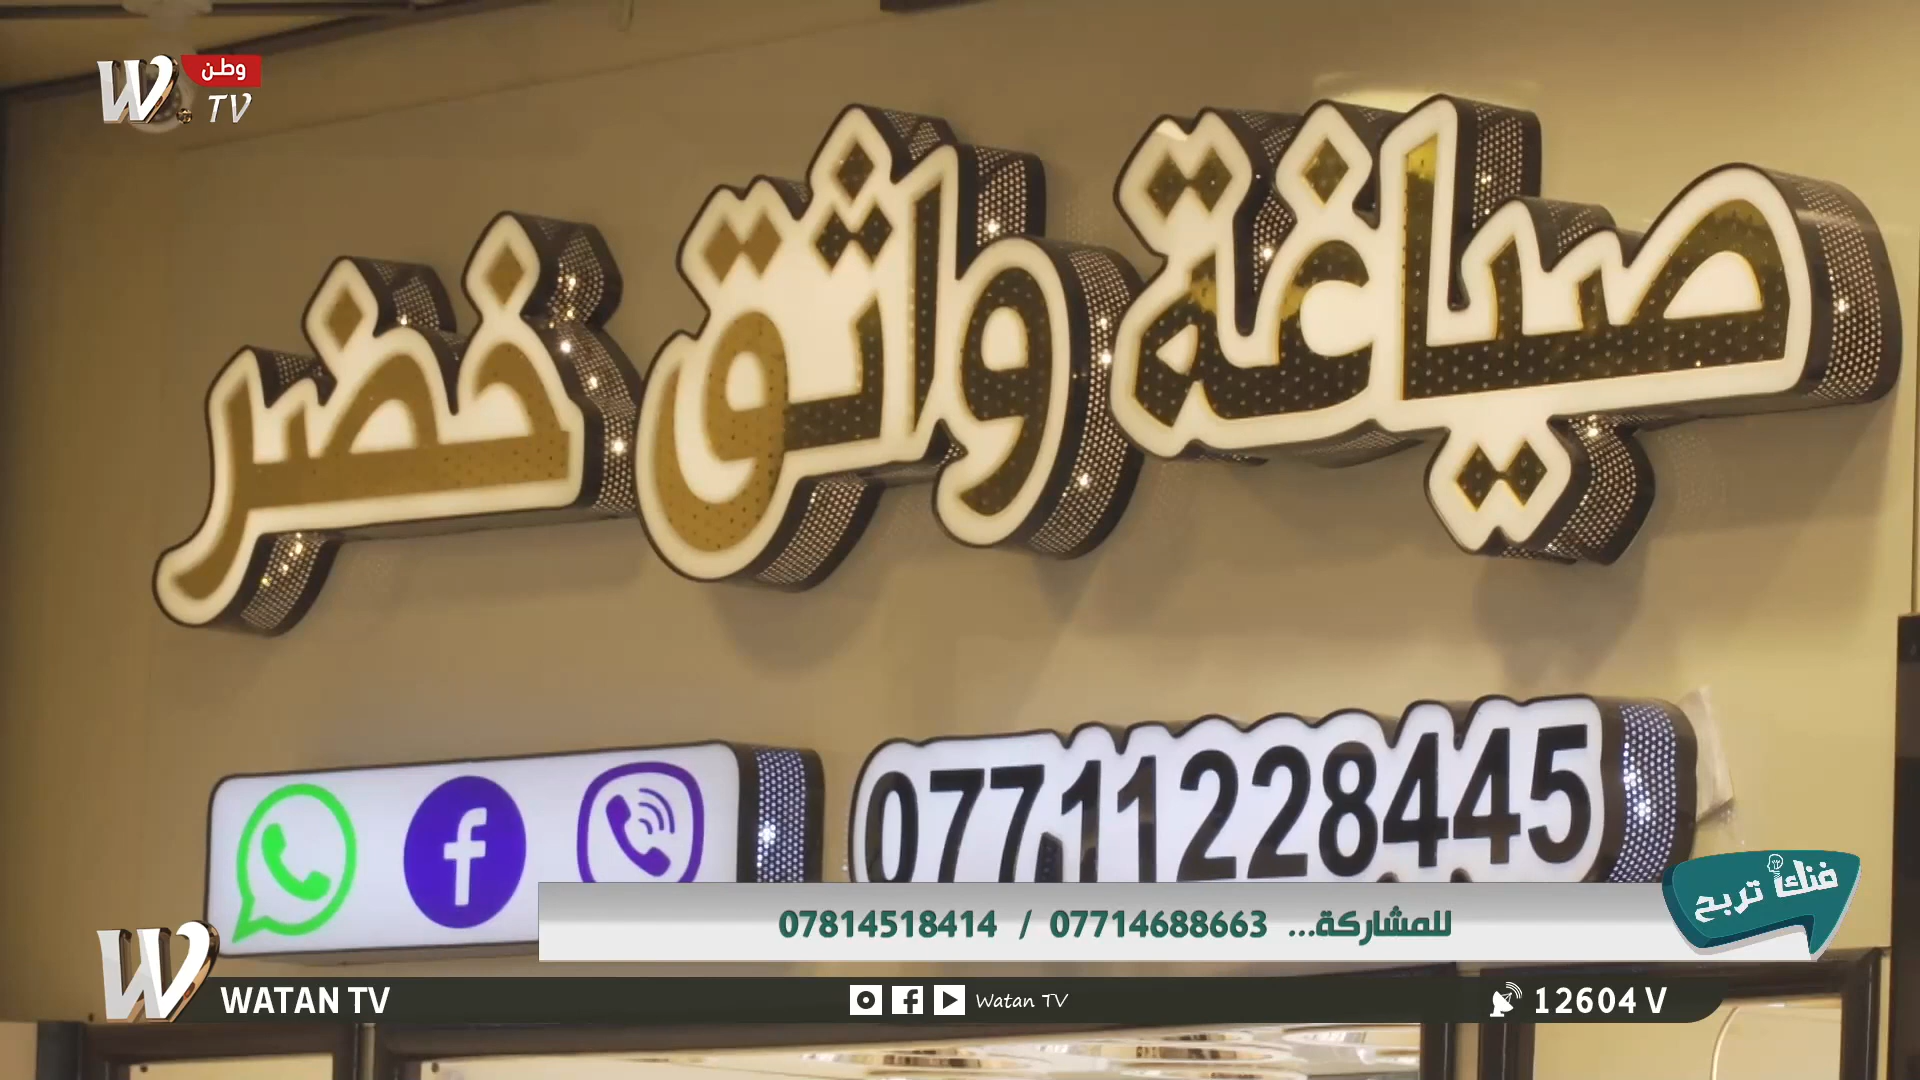 وطن
W.
TV
صياغة واثق خضر
07711228445
فنك تربح
للمشاركة... 07714688663 / 07814518414
W WATAN TV
Watan TV
12604 V